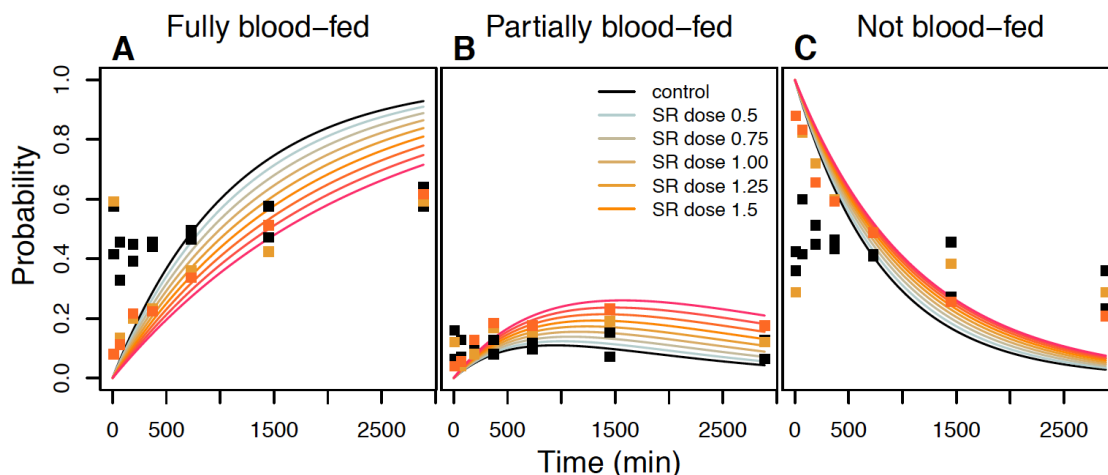 A Fully blood−fed
B Partially blood−fed
C Not blood−fed
Probability
1.0
0.8
0.6
0.4
0.2
0.0
control
SR dose 0.5
SR dose 0.75
SR dose 1.00
SR dose 1.25
SR dose 1.5
0 500 1500 2500
0 500 1500 2500
0 500 1500 2500
Time (min)